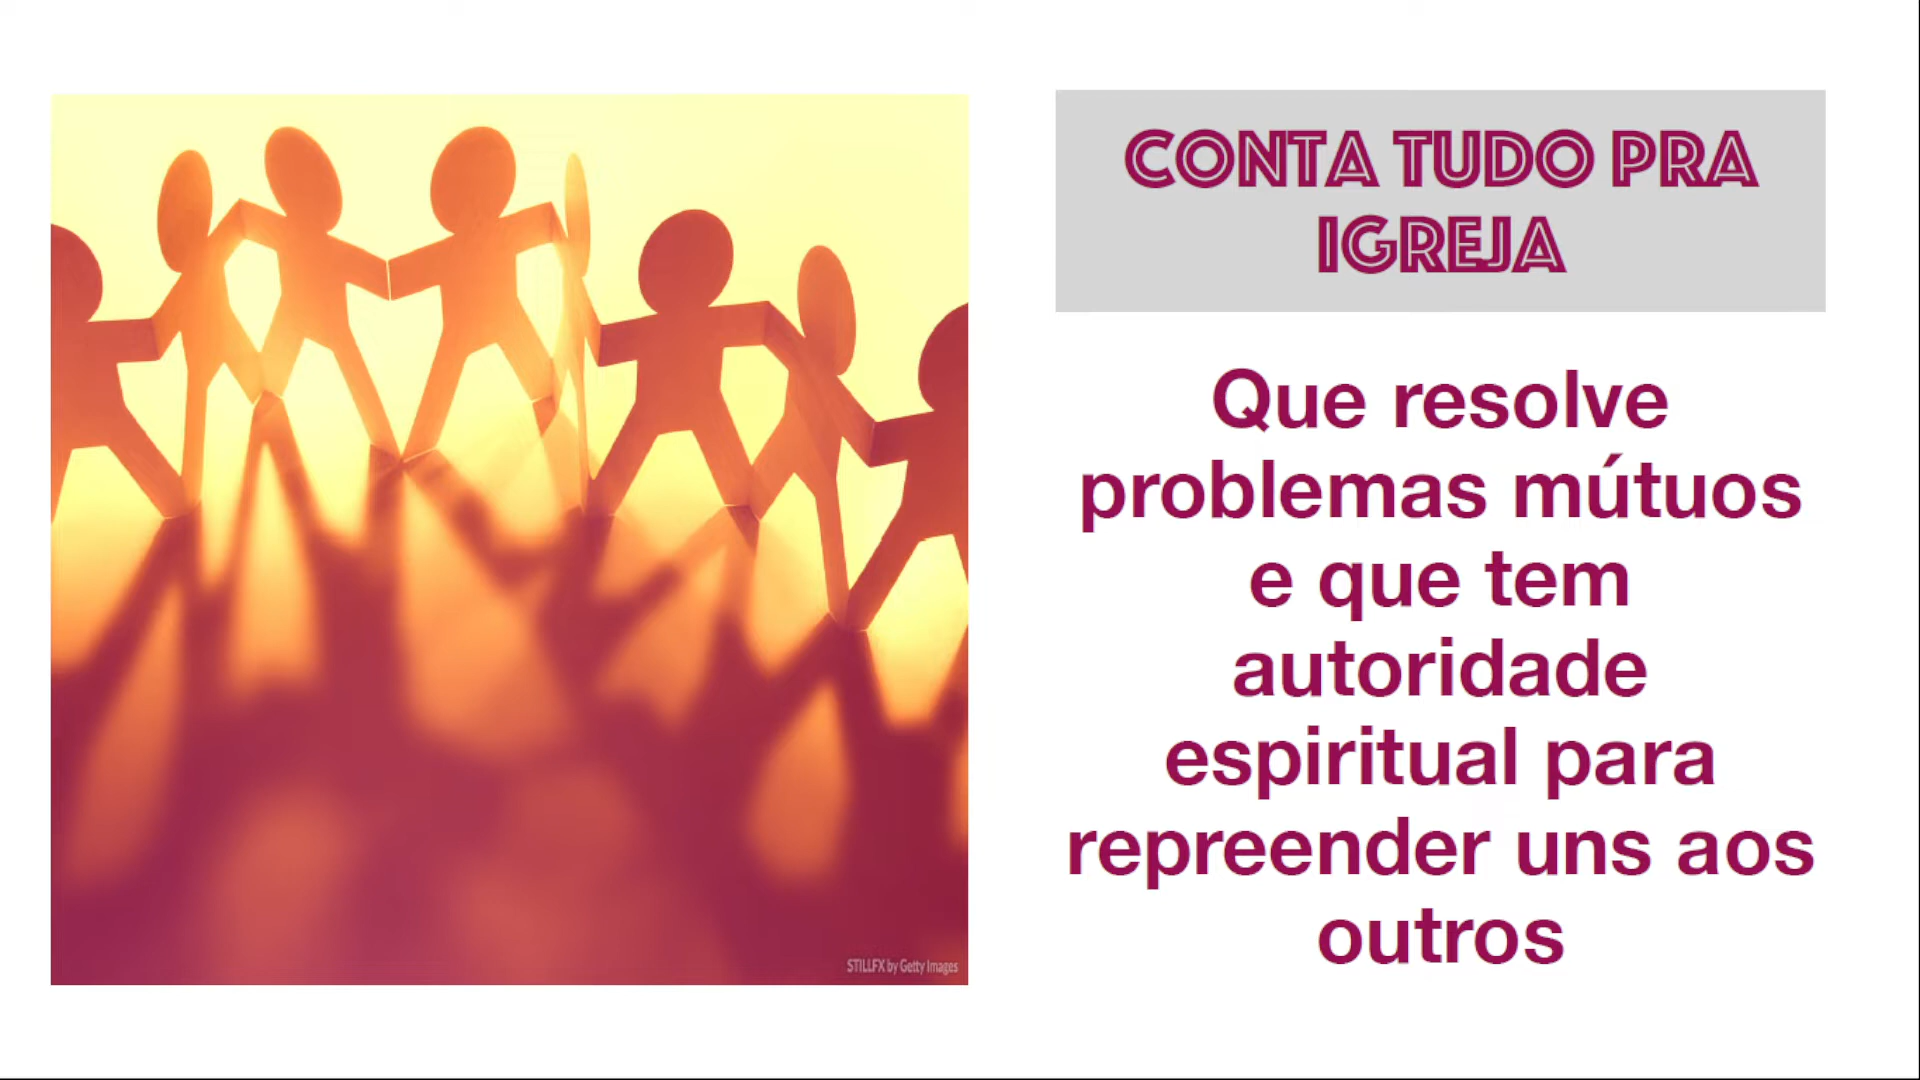 CONTA TUDO PRA
IGREJA
Que resolve
problemas mútuos
e que tem
autoridade
espiritual para
repreender uns aos
outros
STILLFX by Getty Images